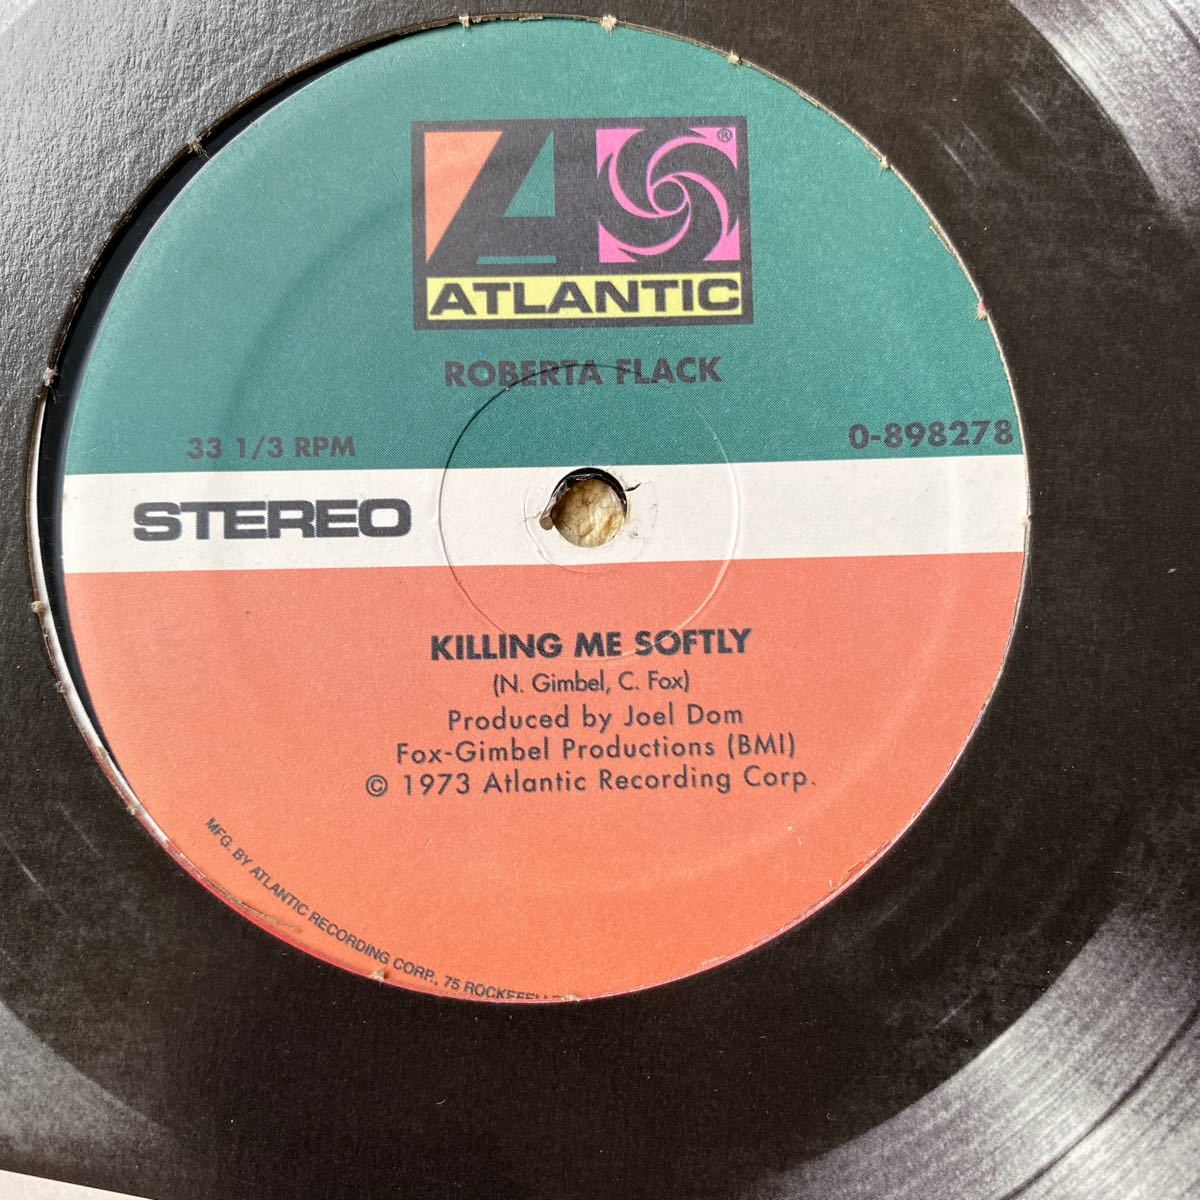 ®
ATLANTIC
ROBERTA FLACK
33 1/3 RPM
0-898278
STEREO
KILLING ME SOFTLY
(N. Gimbel, C. Fox)
Produced by Joel Dom
Fox-Gimbel Productions (BMI)
© 1973 Atlantic Recording Corp.
MFG. BY ATLANTIC RECORDING CORP., 75